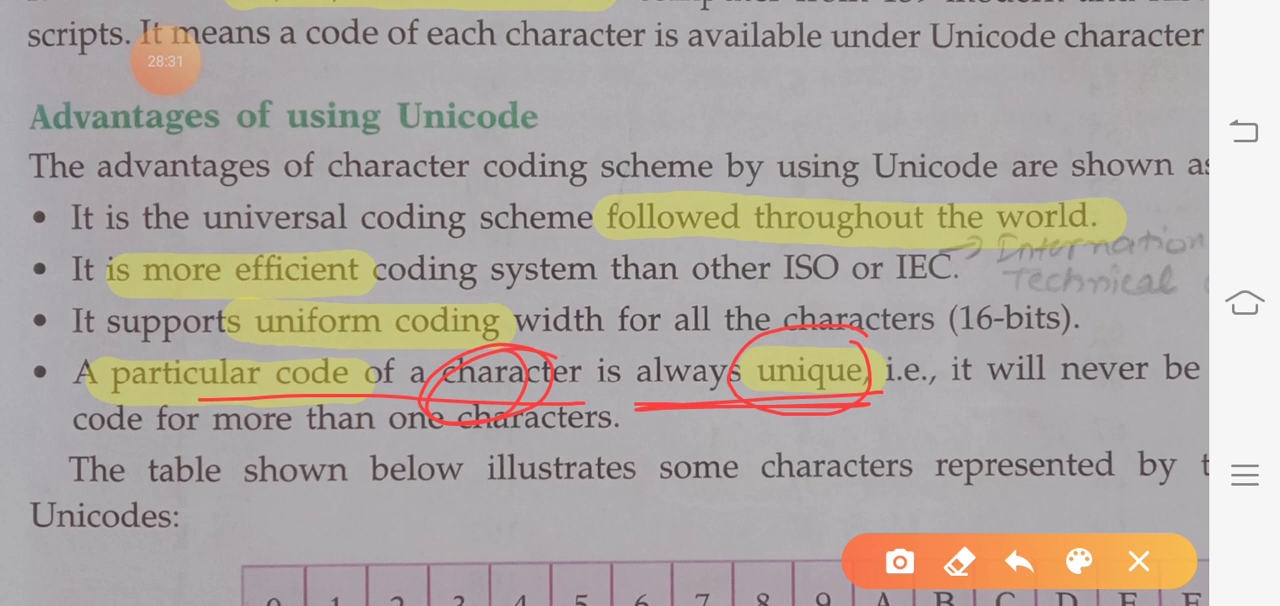 scripts. It means a code of each character is available under Unicode character
28:31
Advantages of using Unicode
The advantages of character coding scheme by using Unicode are shown as
• It is the universal coding scheme followed throughout the world.
• It is more efficient coding system than other ISO or IEC. → Internation
Technical
• It supports uniform coding width for all the characters (16-bits).
• A particular code of a character is always unique, i.e., it will never be
code for more than one characters.
The table shown below illustrates some characters represented by t
Unicodes:
0 1 2 3 4 5 6 7 8 9 A B C D E F